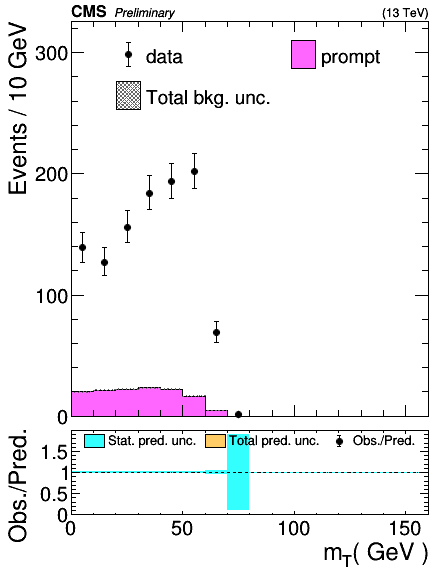 CMS Preliminary (13 TeV)
Events / 10 GeV
300
200
100
0
data
prompt
Total bkg. unc.
Obs./Pred.
1.5
1
0.5
0
Stat. pred. unc. Total pred. unc. Obs./Pred.
0 50 100 150
m_T( GeV )